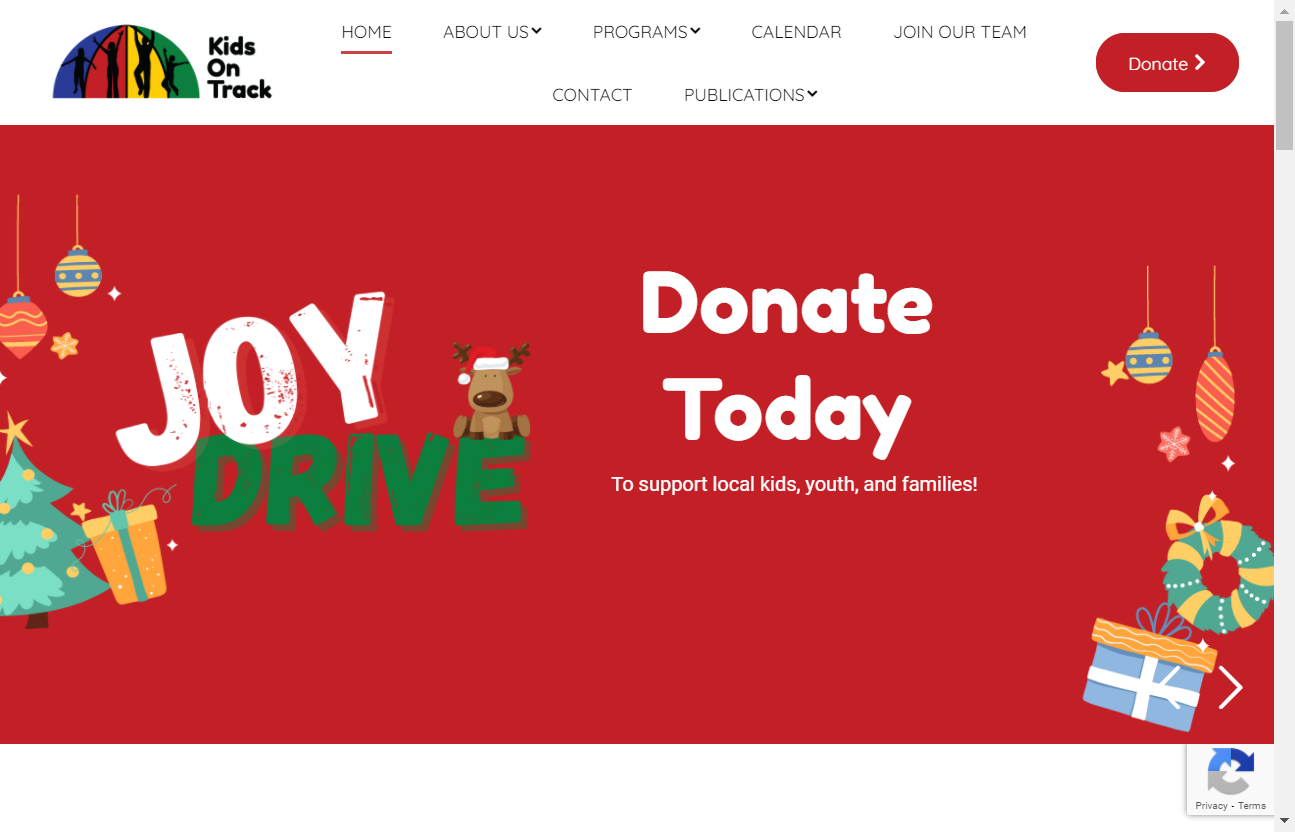 Kids
On
Track
HOME
ABOUT US
PROGRAMS
CALENDAR
JOIN OUR TEAM
CONTACT
PUBLICATIONS
Donate
JOY
DRIVE
Donate
Today
To support local kids, youth, and families!
Privacy - Terms